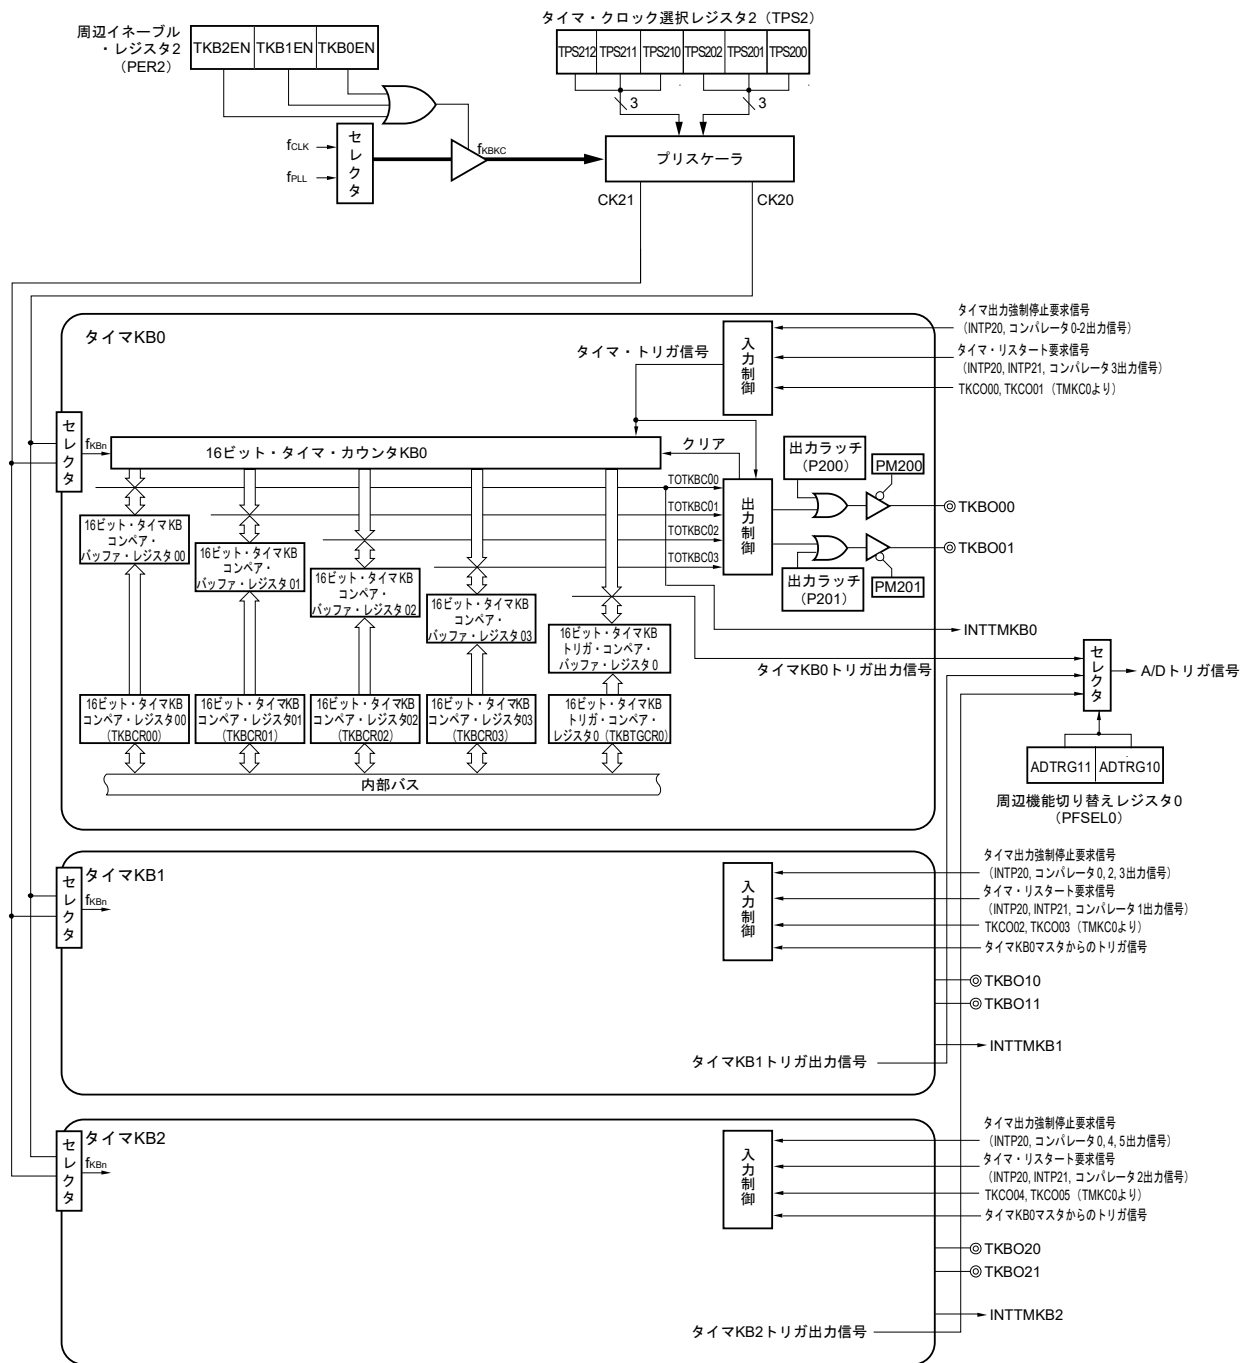 周辺イネーブル
・レジスタ2
(PER2)
TKB2EN TKB1EN TKB0EN
タイマ・クロック選択レジスタ2 (TPS2)
TPS212 TPS211 TPS210 TPS202 TPS201 TPS200
3
3
fCLK
fPLL
セレクタ
fKBKC
プリスケーラ
CK21
CK20
タイマKB0
タイマ・トリガ信号
入力制御
タイマ出力強制停止要求信号
(INTP20, コンパレータ0-2出力信号)
タイマ・リスタート要求信号
(INTP20, INTP21, コンパレータ3出力信号)
TKCO00, TKCO01 (TMKC0より)
セレクタ
fKBn
16ビット・タイマ・カウンタKB0
クリア
出力ラッチ
(P200)
PM200
TOTKBC00
TOTKBC01
TOTKBC02
TOTKBC03
出力制御
TKBO00
TKBO01
出力ラッチ
(P201)
PM201
16ビット・タイマKB
コンペア・
バッファ・レジスタ00
16ビット・タイマKB
コンペア・
バッファ・レジスタ01
16ビット・タイマKB
コンペア・
バッファ・レジスタ02
16ビット・タイマKB
コンペア・
バッファ・レジスタ03
16ビット・タイマKB
トリガ・コンペア・
バッファ・レジスタ0
INTTMKB0
タイマKB0トリガ出力信号
セレクタ
A/Dトリガ信号
16ビット・タイマKB
コンペア・レジスタ00
(TKBCR00)
16ビット・タイマKB
コンペア・レジスタ01
(TKBCR01)
16ビット・タイマKB
コンペア・レジスタ02
(TKBCR02)
16ビット・タイマKB
コンペア・レジスタ03
(TKBCR03)
16ビット・タイマKB
トリガ・コンペア・
レジスタ0 (TKBTGCR0)
内部バス
ADTRG11 ADTRG10
周辺機能切り替えレジスタ0
(PFSEL0)
タイマKB1
セレクタ
fKBn
入力制御
タイマ出力強制停止要求信号
(INTP20, コンパレータ0, 2, 3出力信号)
タイマ・リスタート要求信号
(INTP20, INTP21, コンパレータ1出力信号)
TKCO02, TKCO03 (TMKC0より)
タイマKB0マスタからのトリガ信号
TKBO10
TKBO11
INTTMKB1
タイマKB1トリガ出力信号
タイマKB2
セレクタ
fKBn
入力制御
タイマ出力強制停止要求信号
(INTP20, コンパレータ0, 4, 5出力信号)
タイマ・リスタート要求信号
(INTP20, INTP21, コンパレータ2出力信号)
TKCO04, TKCO05 (TMKC0より)
タイマKB0マスタからのトリガ信号
TKBO20
TKBO21
INTTMKB2
タイマKB2トリガ出力信号